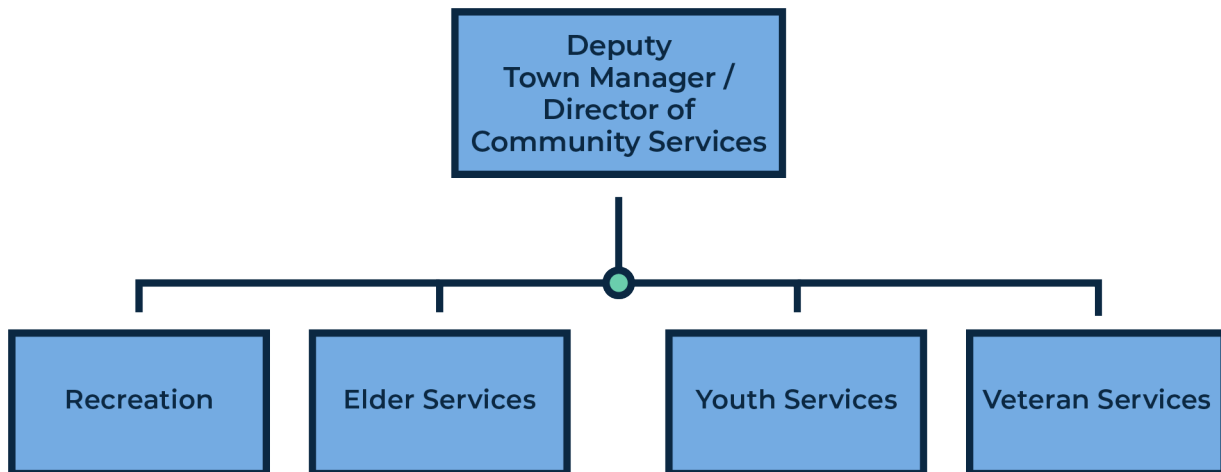 Deputy
Town Manager /
Director of
Community Services
Recreation
Elder Services
Youth Services
Veteran Services